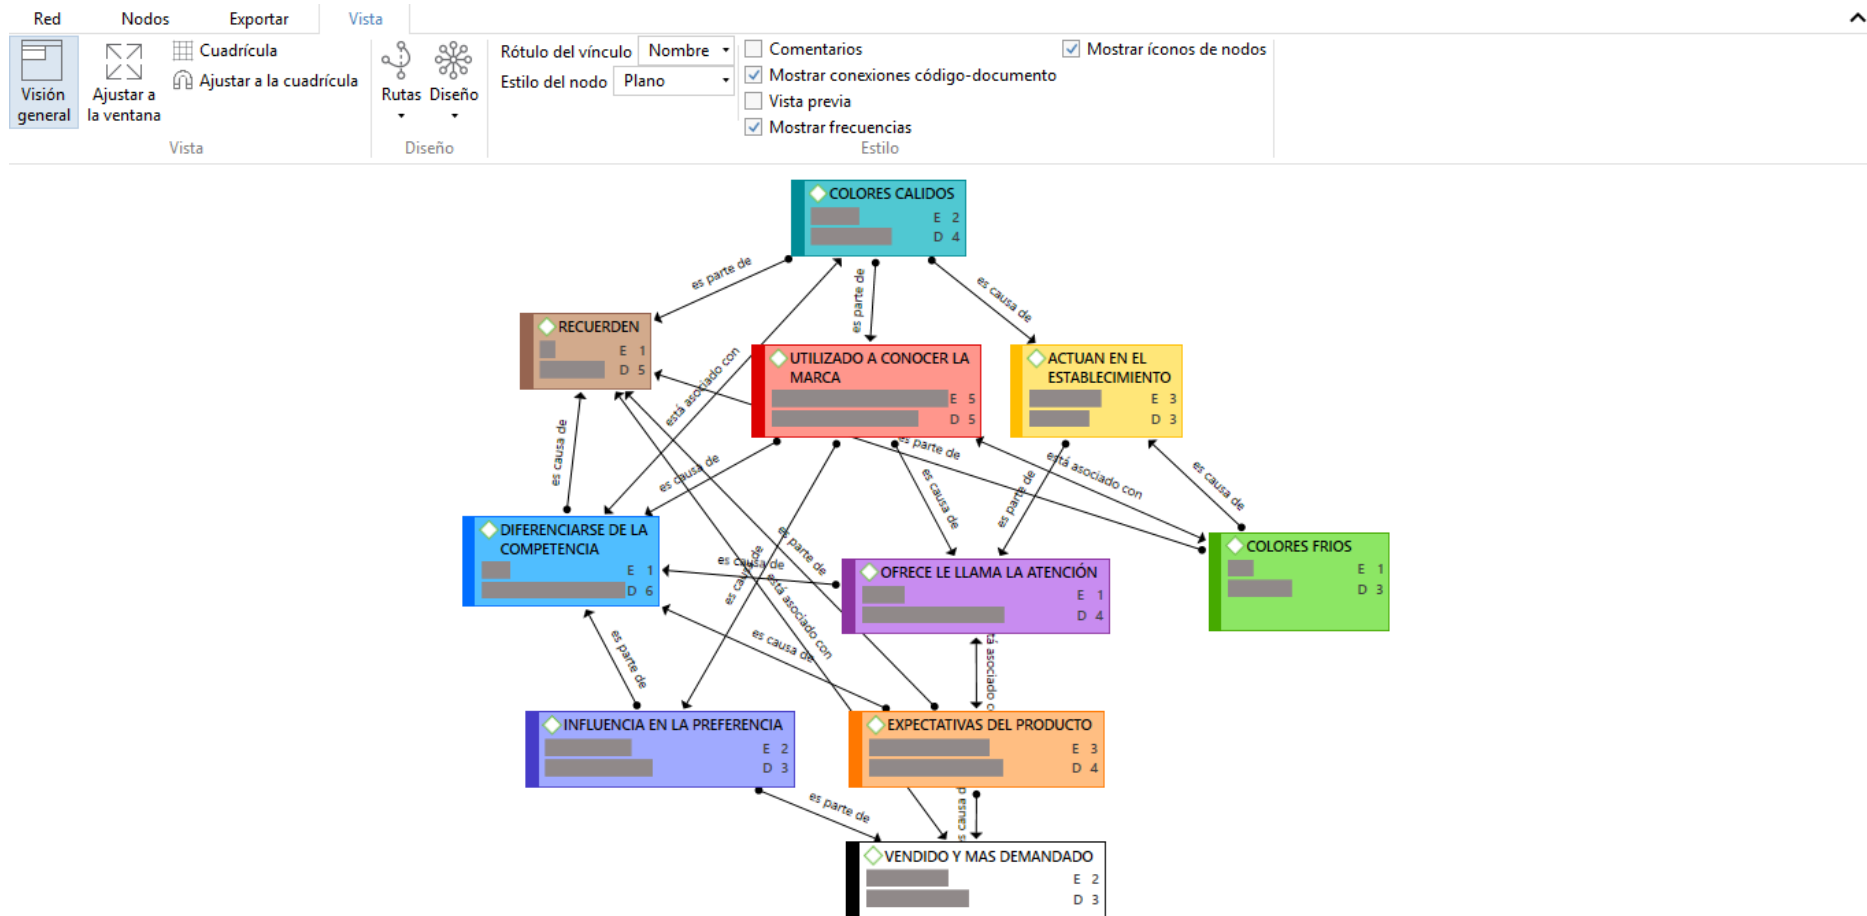 Red Nodos Exportar Vista
Visión general
Ajustar a la ventana
Cuadrícula
Ajustar a la cuadrícula
Vista
Rutas
Diseño
Diseño
Rótulo del vínculo Nombre
Estilo del nodo Plano
Comentarios
Mostrar conexiones código-documento
Vista previa
Mostrar frecuencias
Mostrar íconos de nodos
Estilo
COLORES CALIDOS
E 2
D 4
es parte de
es parte de
es causa de
RECUERDEN
E 1
D 5
está asociado con
UTILIZADO A CONOCER LA
MARCA
E 5
D 5
ACTUAN EN EL
ESTABLECIMIENTO
E 3
D 3
es causa de
es causa de
es causa de
es parte de
es parte de
está asociado con
es causa de
DIFERENCIARSE DE LA
COMPETENCIA
E 1
D 6
es causa de
es causa de
es parte de
está asociado con
OFRECE LE LLAMA LA ATENCIÓN
E 1
D 4
COLORES FRIOS
E 1
D 3
es parte de
es causa de
tá asociado c
INFLUENCIA EN LA PREFERENCIA
E 2
D 3
EXPECTATIVAS DEL PRODUCTO
E 3
D 4
es parte de
s causa d
VENDIDO Y MAS DEMANDADO
E 2
D 3